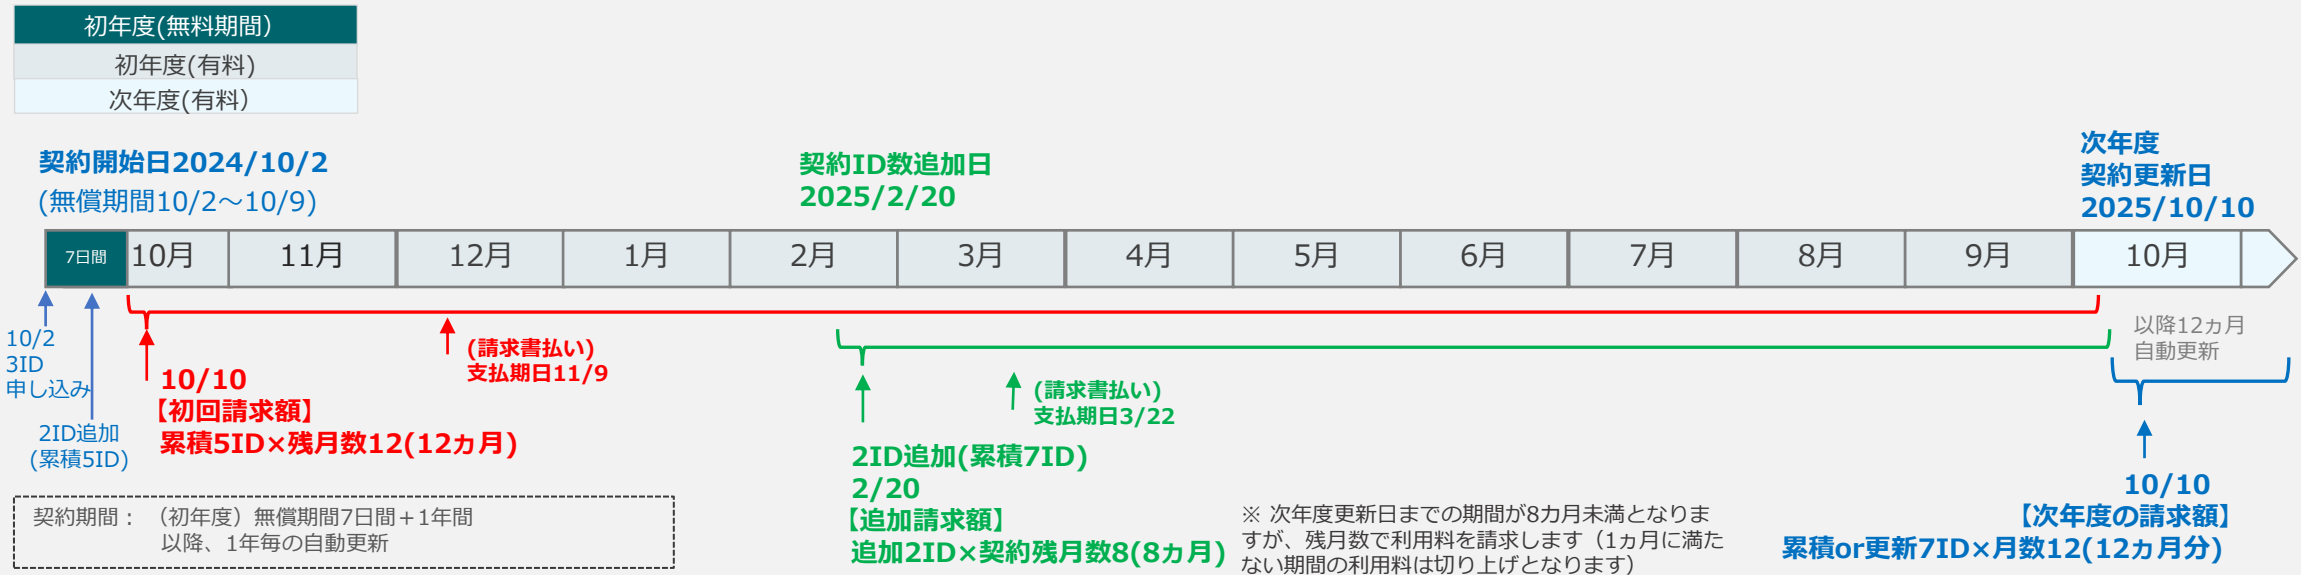 初年度(無料期間)
初年度(有料)
次年度(有料)
契約開始日2024/10/2
(無償期間10/2～10/9)
契約ID数追加日
2025/2/20
次年度
契約更新日
2025/10/10
7日間
10月
11月
12月
1月
2月
3月
4月
5月
6月
7月
8月
9月
10月
10/2
3ID
申し込み
2ID追加
(累積5ID)
10/10
【初回請求額】
累積5ID×残月数12(12ヵ月)
(請求書払い)
支払期日11/9
2ID追加(累積7ID)
2/20
【追加請求額】
追加2ID×契約残月数8(8ヵ月)
(請求書払い)
支払期日3/22
以降12ヵ月
自動更新
10/10
【次年度の請求額】
累積or更新7ID×月数12(12ヵ月分)
契約期間： （初年度）無償期間7日間＋1年間
以降、1年毎の自動更新
※ 次年度更新日までの期間が8カ月未満となりま
すが、残月数で利用料を請求します（1ヵ月に満た
ない期間の利用料は切り上げとなります）